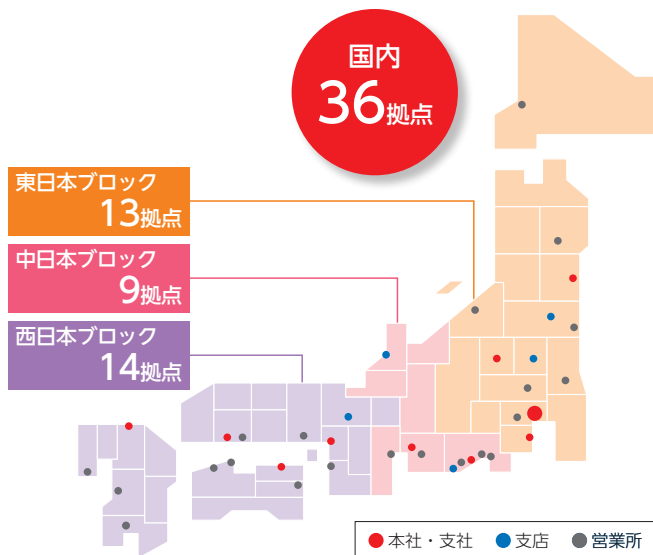 国内
36拠点
東日本ブロック
13拠点
中日本ブロック
9拠点
西日本ブロック
14拠点
本社・支社 支店 営業所